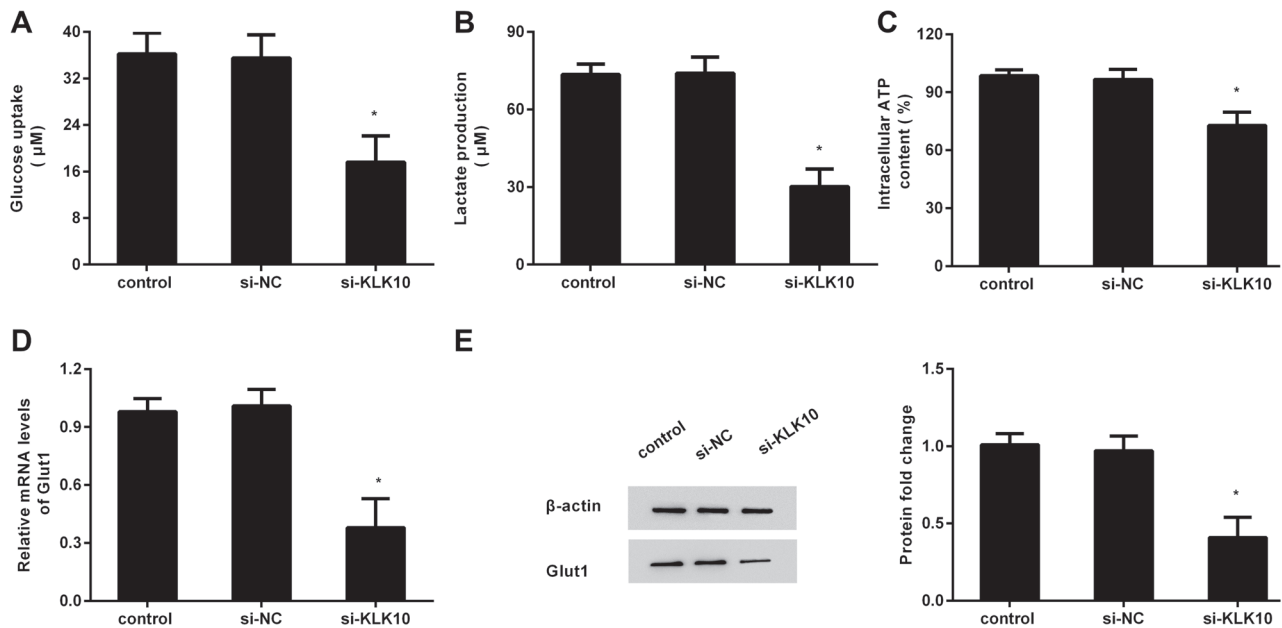 A
Glucose uptake
( μM)
40
32
24
16
8
0
*
control si-NC si-KLK10
B
Lactate production
( μM)
90
60
30
0
*
control si-NC si-KLK10
C
Intracellular ATP
content ( %)
120
90
60
30
0
*
control si-NC si-KLK10
D
Relative mRNA levels
of Glut1
1.2
0.9
0.6
0.3
0.0
*
control si-NC si-KLK10
E
control si-NC si-KLK10
β-actin
Glut1
Protein fold change
1.5
1.0
0.5
0.0
*
control si-NC si-KLK10